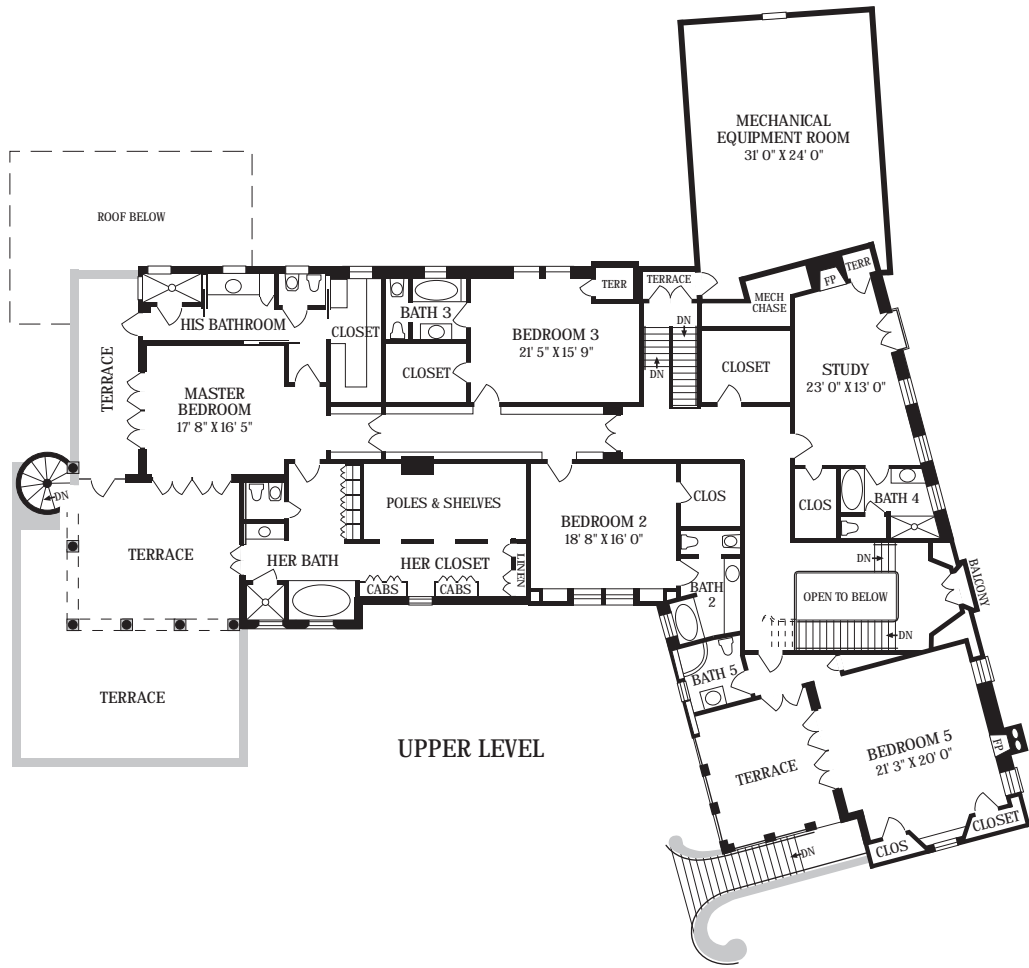 MECHANICAL
EQUIPMENT ROOM
31' 0" X 24' 0"
ROOF BELOW
TERR
FP
TERRACE
TERR
MECH
CHASE
HIS BATHROOM
CLOSET
BATH 3
DN
BEDROOM 3
21' 5" X 15' 9"
CLOSET
CLOSET
DN
STUDY
23' 0" X 13' 0"
TERRACE
MASTER
BEDROOM
17' 8" X 16' 5"
DN
POLES & SHELVES
CLOS
BEDROOM 2
18' 8" X 16' 0"
CLOS
BATH 4
TERRACE
HER BATH
HER CLOSET
LINEN
CABS
CABS
BATH
2
DN
OPEN TO BELOW
BALCONY
DN
TERRACE
BATH 5
UPPER LEVEL
BEDROOM 5
21' 3" X 20' 0"
FP
TERRACE
CLOSET
CLOS
DN